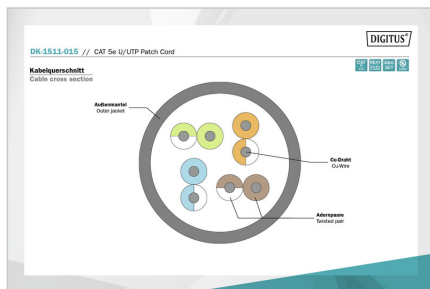 DIGITUS®
DK-1511-015 // CAT 5e U/UTP Patch Cord
Kabelquerschnitt
Cable cross section
Außenmantel
Outer jacket
Cu-Draht
Cu-Wire
Adernpaare
Twisted pair